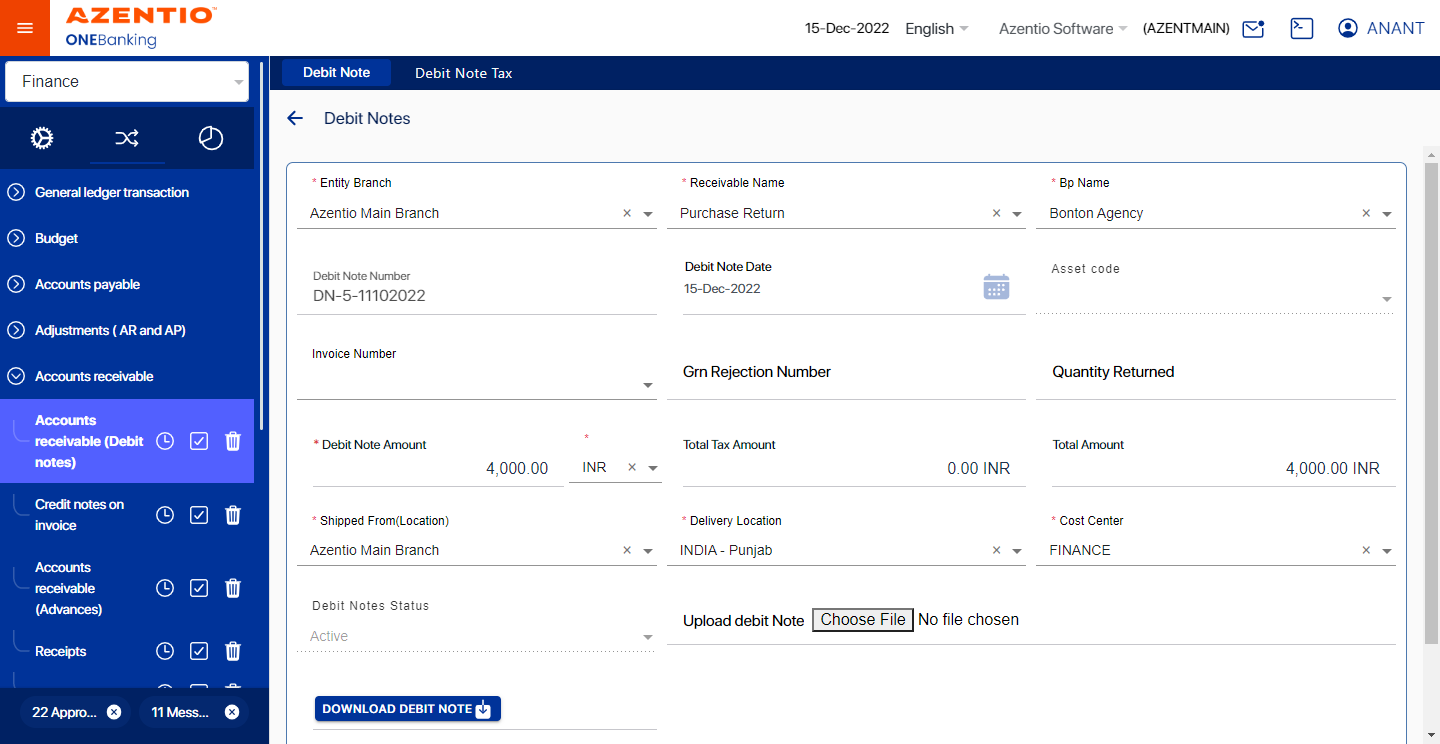 AZENTIO™
ONEBanking
15-Dec-2022 English Azentio Software (AZENTMAIN) ANANT
Finance
Debit Note Debit Note Tax
Debit Notes
General ledger transaction
Budget
Accounts payable
Adjustments ( AR and AP)
Accounts receivable
Accounts
receivable (Debit
notes)
Credit notes on
invoice
Accounts
receivable
(Advances)
Receipts
22 Appro... 11 Mess...
* Entity Branch * Receivable Name * Bp Name
Azentio Main Branch × Purchase Return × Bonton Agency ×
Debit Note Number Debit Note Date Asset code
DN-5-11102022 15-Dec-2022
Invoice Number
Grn Rejection Number Quantity Returned
* Debit Note Amount * Total Tax Amount Total Amount
4,000.00 INR × 0.00 INR 4,000.00 INR
* Shipped From(Location) * Delivery Location * Cost Center
Azentio Main Branch × INDIA - Punjab × FINANCE ×
Debit Notes Status
Active
Upload debit Note Choose File No file chosen
DOWNLOAD DEBIT NOTE